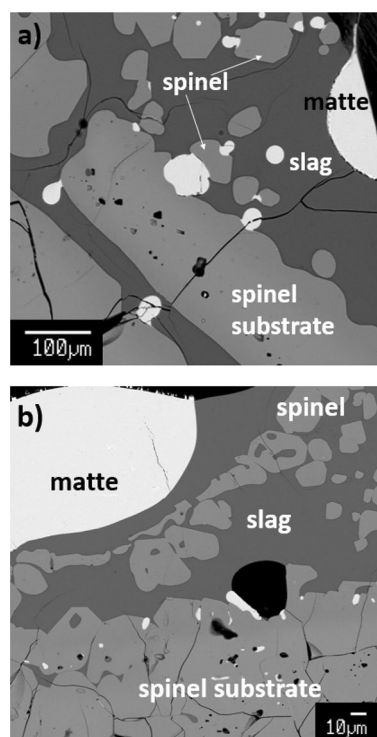 a)
spinel
matte
slag
spinel
substrate
100µm
b)
spinel
matte
slag
spinel substrate
10µm